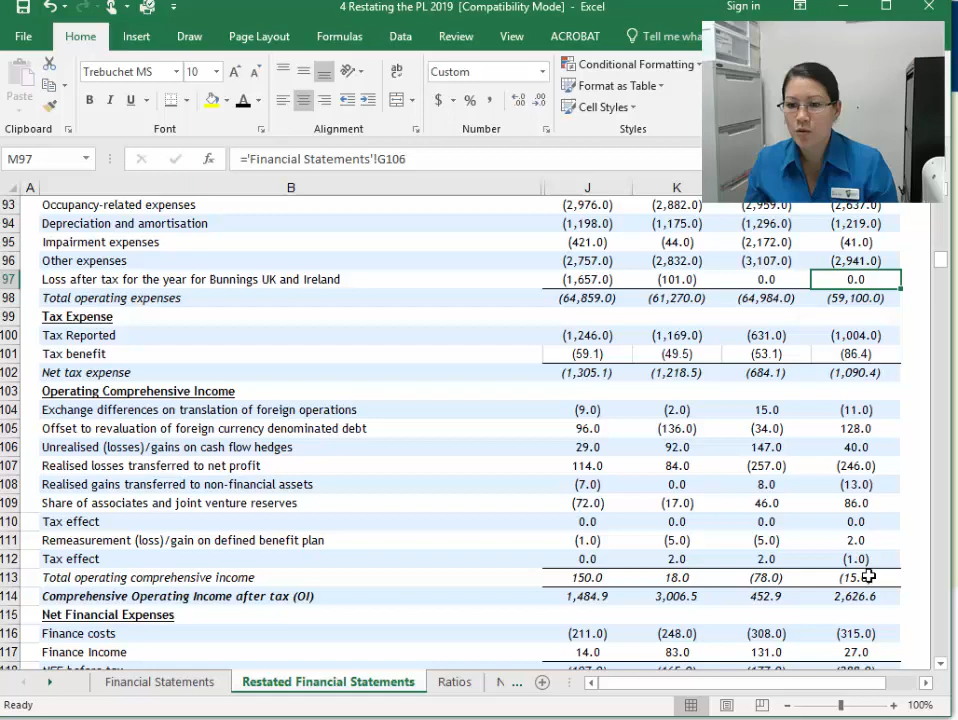 4 Restating the PL 2019 [Compatibility Mode] - Excel
Sign in
File Home Insert Draw Page Layout Formulas Data Review View ACROBAT Tell me wha
Paste
Trebuchet MS 10 A A ab Custom Conditional Formatting
B I U A $ % , Format as Table
Cell Styles
Clipboard Font Alignment Number Styles
M97 fx ='Financial Statements'!G106
A B J K
93 Occupancy-related expenses (2,976.0) (2,882.0) (2,959.0) (2,637.0)
94 Depreciation and amortisation (1,198.0) (1,175.0) (1,296.0) (1,219.0)
95 Impairment expenses (421.0) (44.0) (2,172.0) (41.0)
96 Other expenses (2,757.0) (2,832.0) (3,107.0) (2,941.0)
97 Loss after tax for the year for Bunnings UK and Ireland (1,657.0) (101.0) 0.0 0.0
98 Total operating expenses (64,859.0) (61,270.0) (64,984.0) (59,100.0)
99 Tax Expense
100 Tax Reported (1,246.0) (1,169.0) (631.0) (1,004.0)
101 Tax benefit (59.1) (49.5) (53.1) (86.4)
102 Net tax expense (1,305.1) (1,218.5) (684.1) (1,090.4)
103 Operating Comprehensive Income
104 Exchange differences on translation of foreign operations (9.0) (2.0) 15.0 (11.0)
105 Offset to revaluation of foreign currency denominated debt 96.0 (136.0) (34.0) 128.0
106 Unrealised (losses)/gains on cash flow hedges 29.0 92.0 147.0 40.0
107 Realised losses transferred to net profit 114.0 84.0 (257.0) (246.0)
108 Realised gains transferred to non-financial assets (7.0) 0.0 8.0 (13.0)
109 Share of associates and joint venture reserves (72.0) (17.0) 46.0 86.0
110 Tax effect 0.0 0.0 0.0 0.0
111 Remeasurement (loss)/gain on defined benefit plan (1.0) (5.0) (5.0) 2.0
112 Tax effect 0.0 2.0 2.0 (1.0)
113 Total operating comprehensive income 150.0 18.0 (78.0) (15.
114 Comprehensive Operating Income after tax (OI) 1,484.9 3,006.5 452.9 2,626.6
115 Net Financial Expenses
116 Finance costs (211.0) (248.0) (308.0) (315.0)
117 Finance Income 14.0 83.0 131.0 27.0
Financial Statements Restated Financial Statements Ratios N ...
Ready 100%